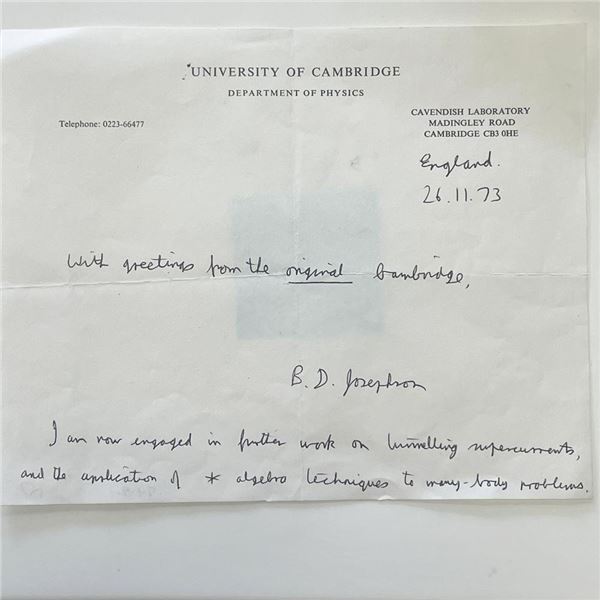 UNIVERSITY OF CAMBRIDGE
DEPARTMENT OF PHYSICS
Telephone: 0223-66477
CAVENDISH LABORATORY
MADINGLEY ROAD
CAMBRIDGE CB3 0HE
England.
26.11.73
With greetings from the original Cambridge,
B. D. Josephson
I am now engaged in further work on tunnelling supercurrents,
and the application of * algebra techniques to many-body problems.